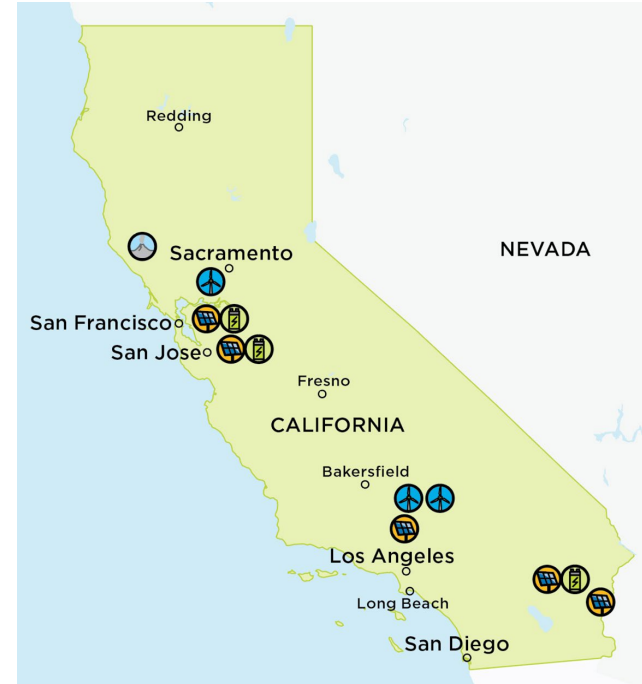 Redding
NEVADA
Sacramento
San Francisco
San Jose
Fresno
CALIFORNIA
Bakersfield
Los Angeles
Long Beach
San Diego